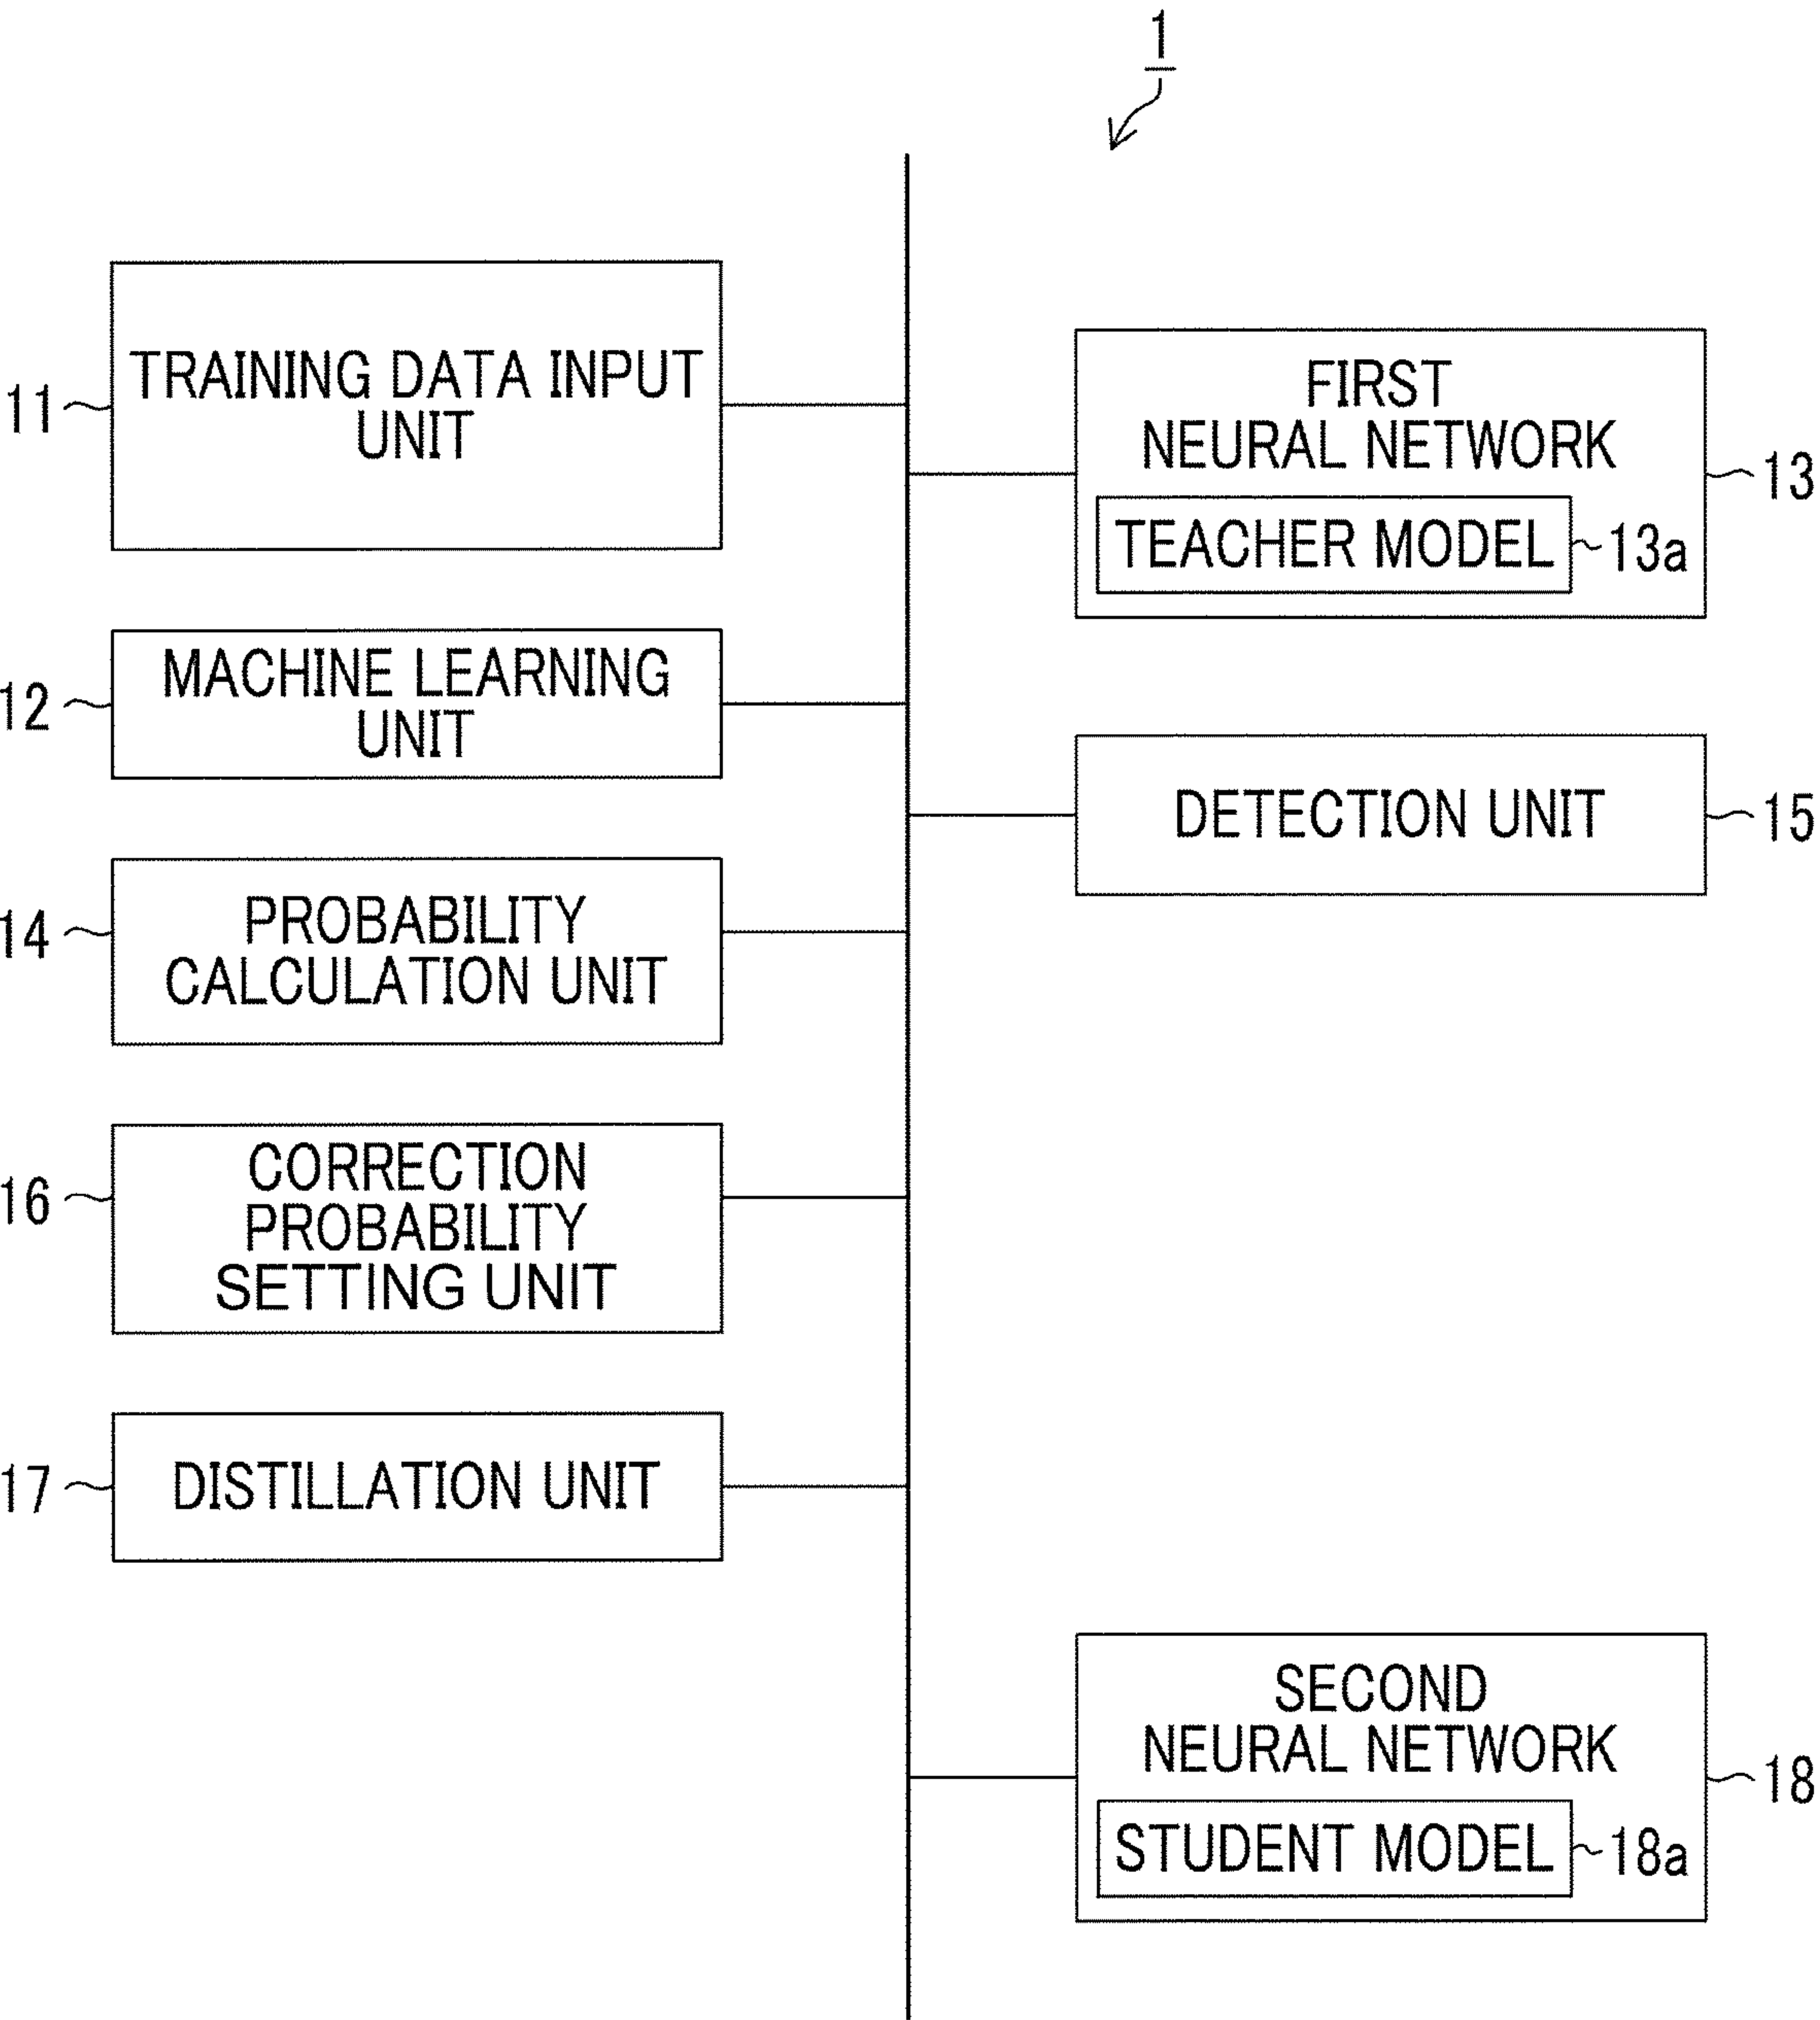 1
11
TRAINING DATA INPUT
UNIT
FIRST
NEURAL NETWORK
13
TEACHER MODEL
13a
12
MACHINE LEARNING
UNIT
DETECTION UNIT
15
14
PROBABILITY
CALCULATION UNIT
16
CORRECTION
PROBABILITY
SETTING UNIT
17
DISTILLATION UNIT
SECOND
NEURAL NETWORK
18
STUDENT MODEL
18a